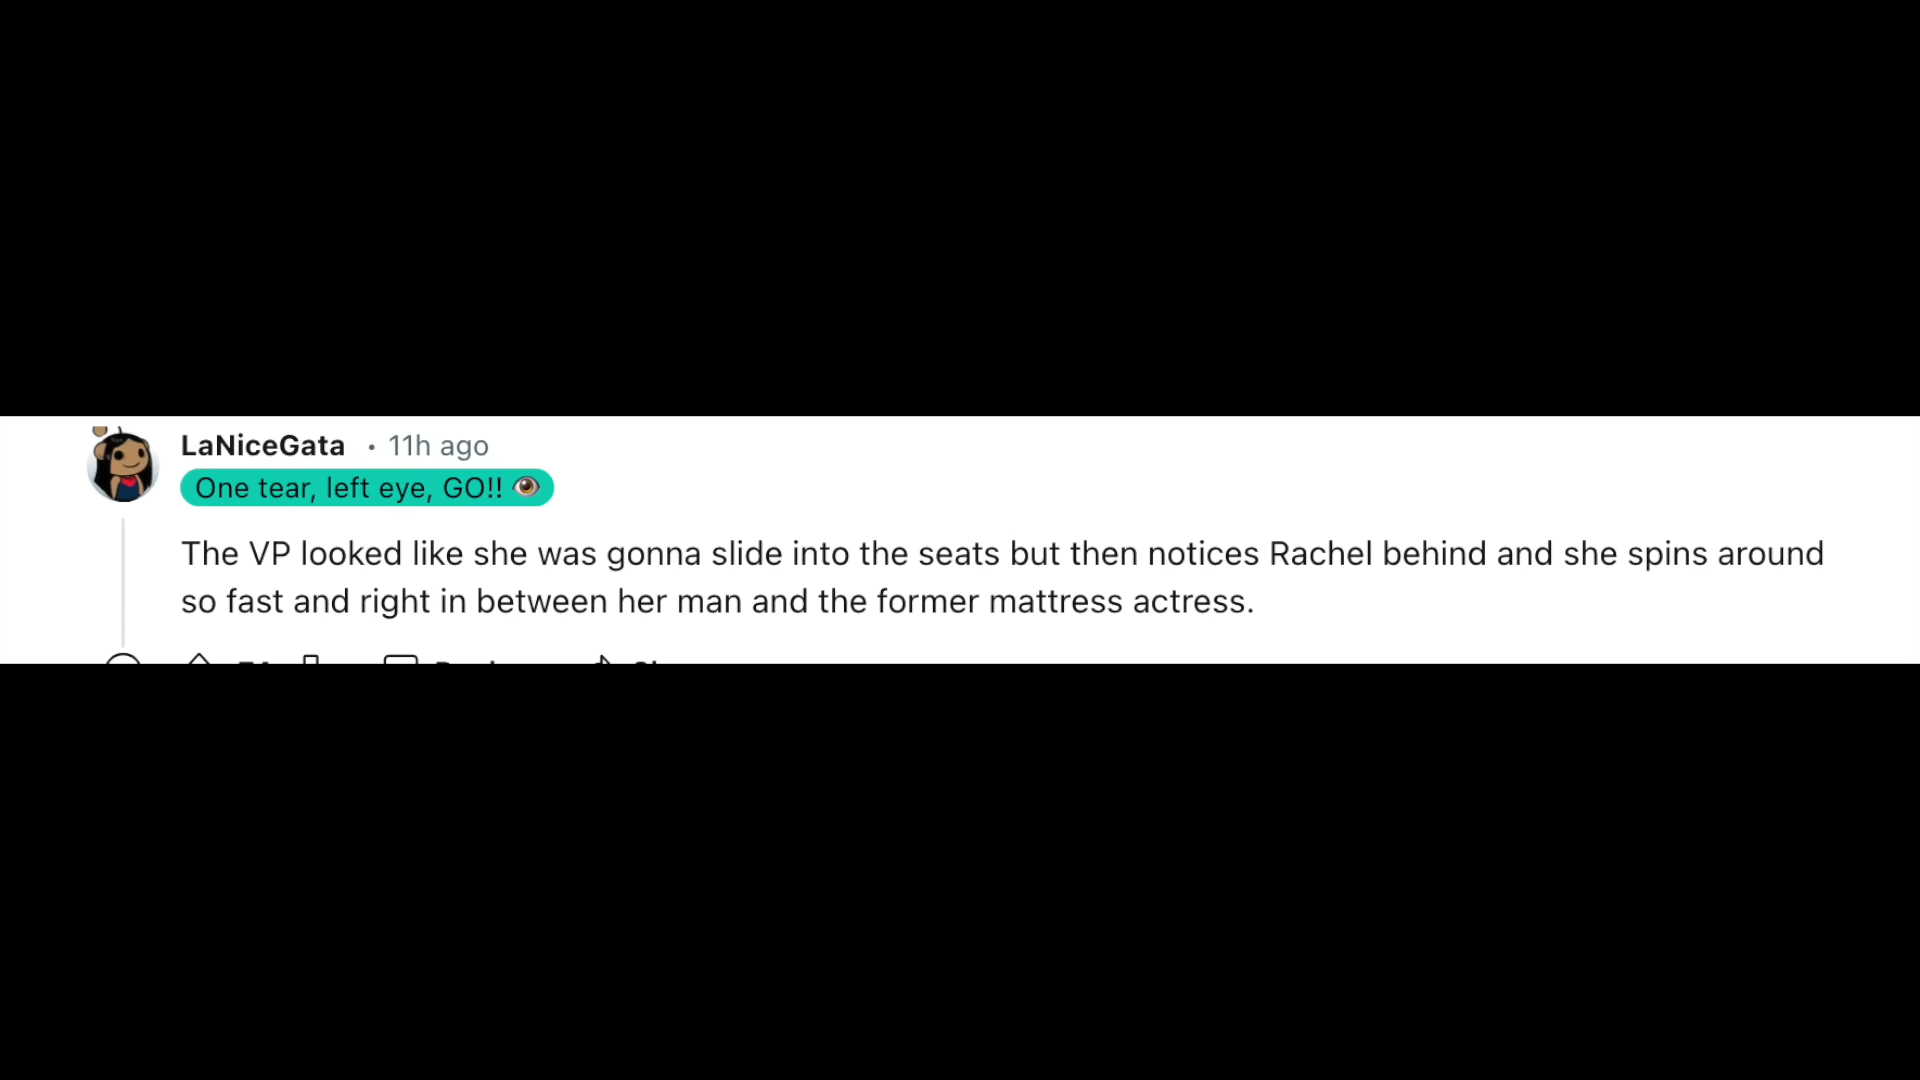 LaNiceGata • 11h ago
One tear, left eye, GO!! 👁️
The VP looked like she was gonna slide into the seats but then notices Rachel behind and she spins around
so fast and right in between her man and the former mattress actress.